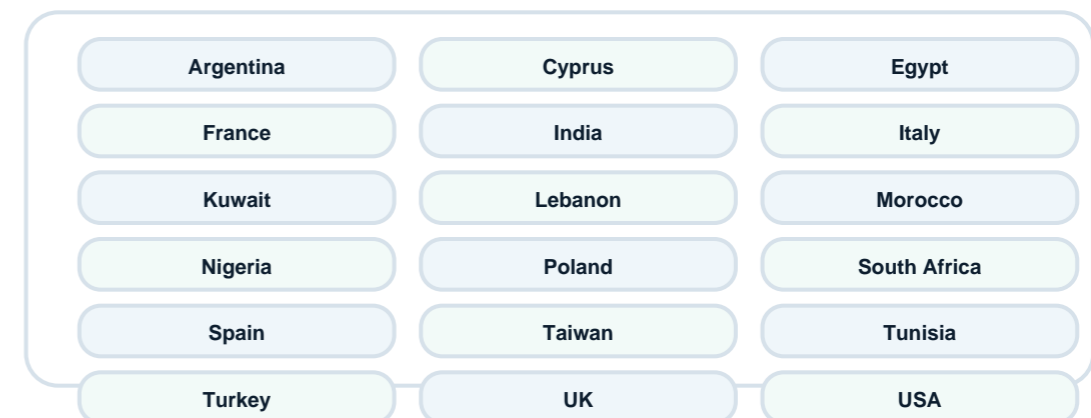 Argentina Cyprus Egypt
France India Italy
Kuwait Lebanon Morocco
Nigeria Poland South Africa
Spain Taiwan Tunisia
Turkey UK USA